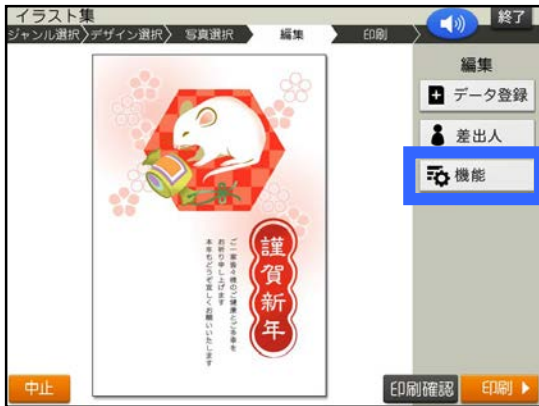 イラスト集
終了
ジャンル選択
デザイン選択
写真選択
編集
印刷
編集
データ登録
差出人
機能
謹賀新年
ご一家皆々様のご健康とご多幸を
お祈り申し上げます
本年もどうぞ宜しくお願いいたします
中止
印刷確認
印刷